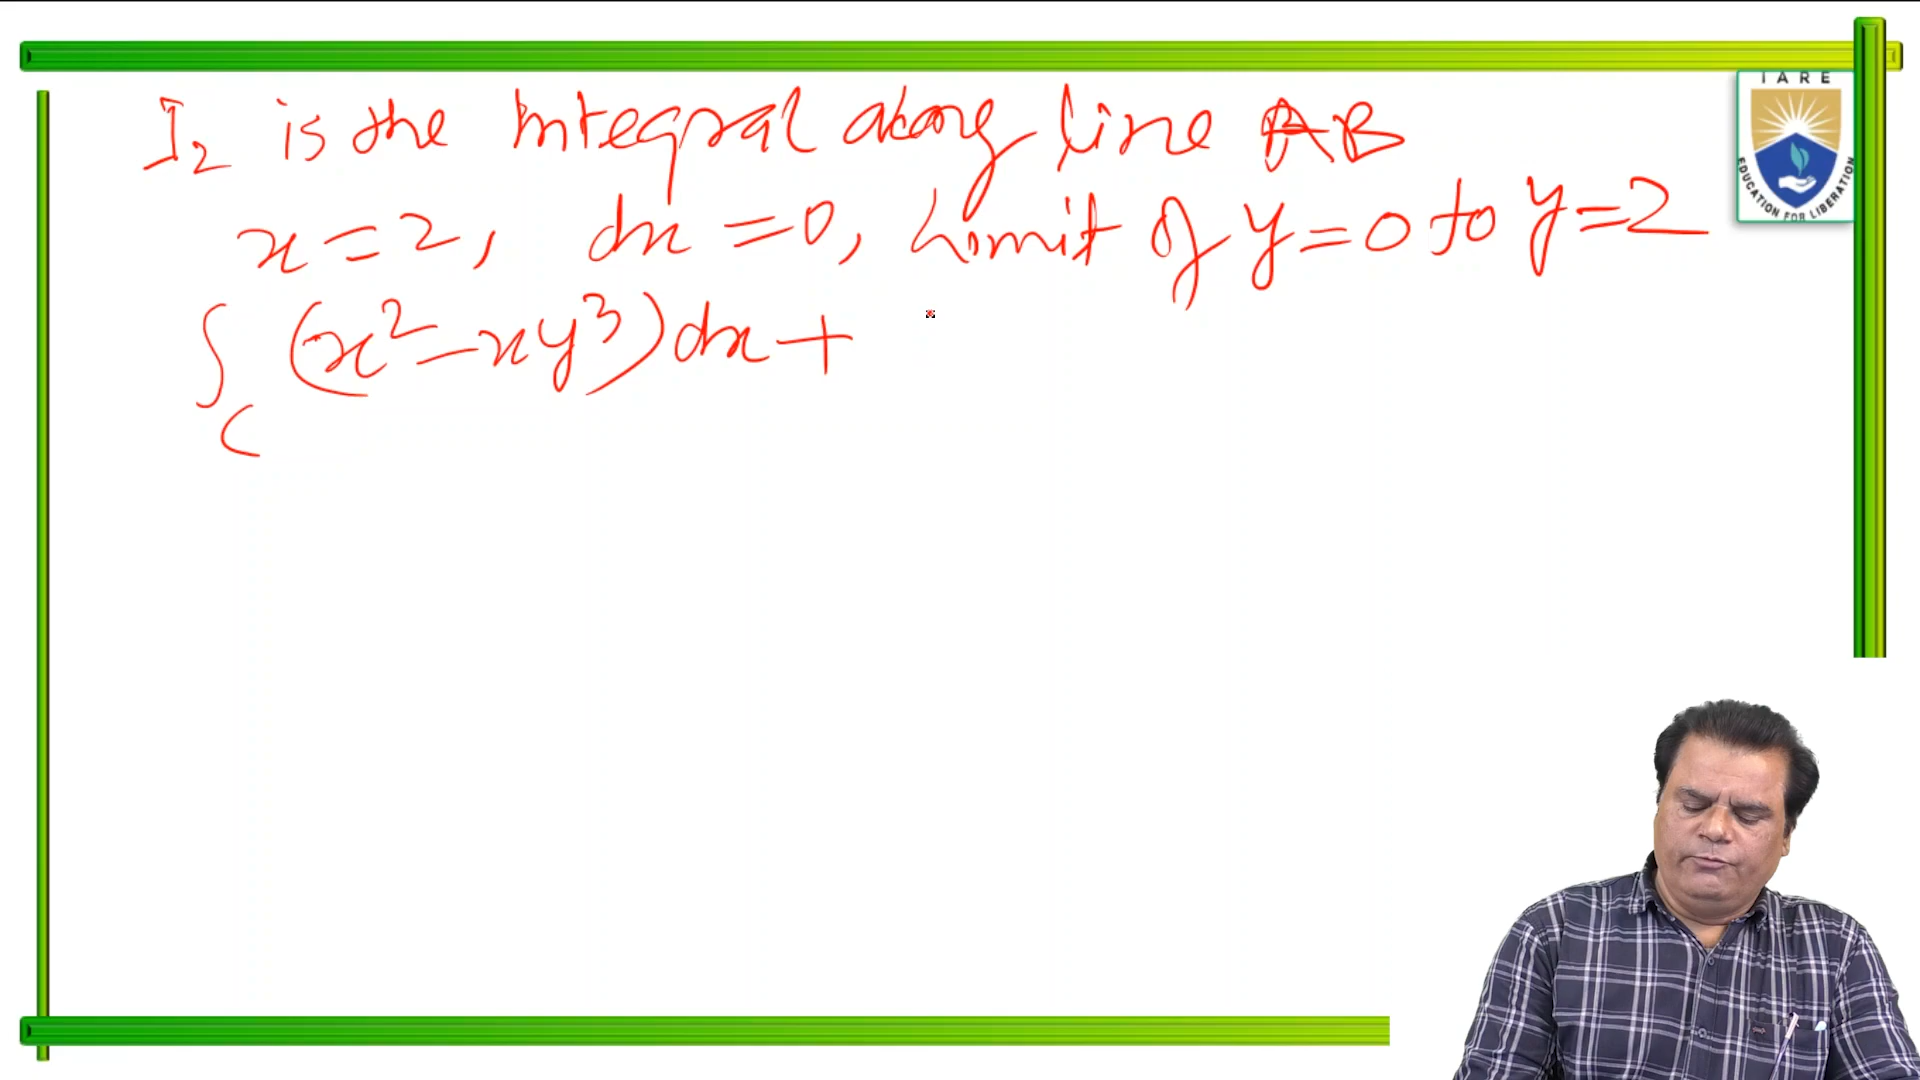 I₂ is the integral along line AB
x = 2, dx = 0, Limit of y = 0 to y = 2
∫_C (x² - xy³) dx +
IARE
EDUCATION FOR LIBERATION